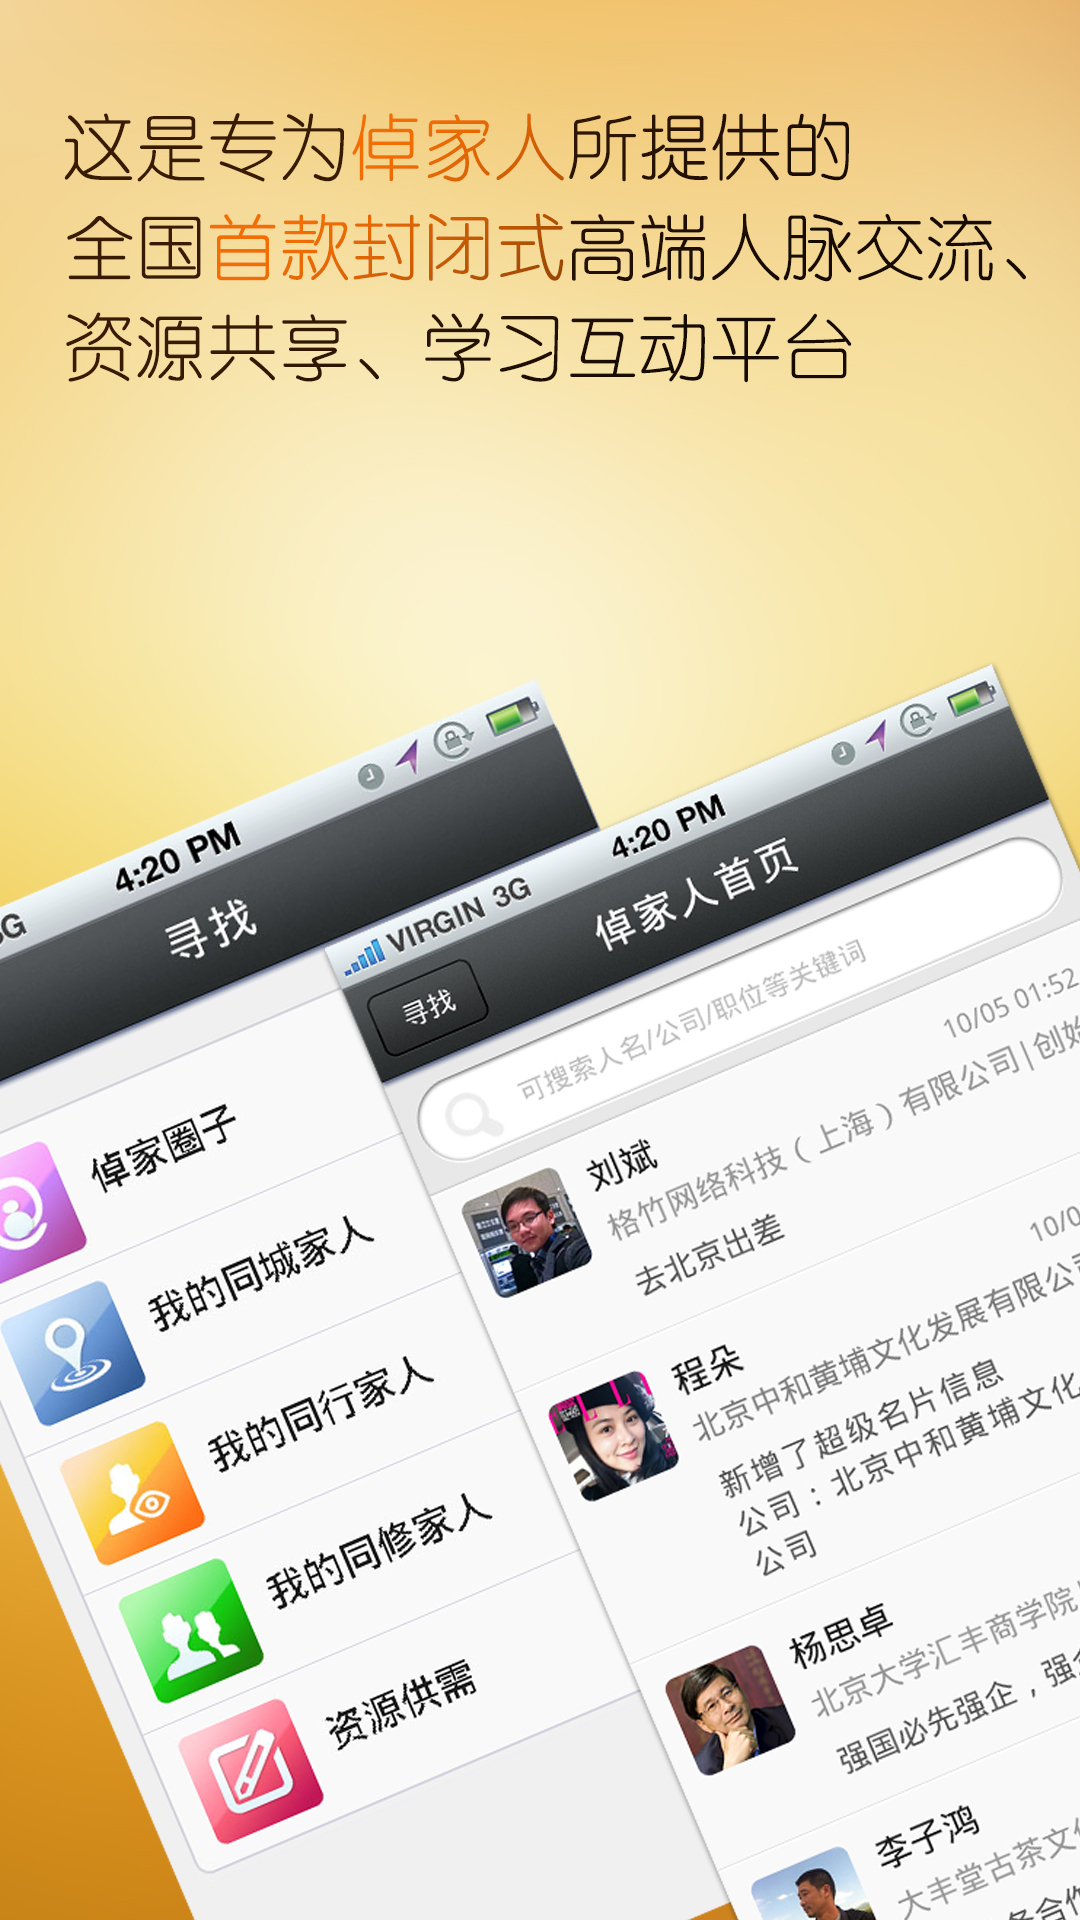 这是专为倬家人所提供的
全国首款封闭式高端人脉交流、
资源共享、学习互动平台
3G
4:20 PM
寻找
倬家圈子
我的同城家人
我的同行家人
我的同修家人
资源供需
VIRGIN 3G
4:20 PM
寻找
倬家人首页
可搜索人名/公司/职位等关键词
10/05 01:52
刘斌
格竹网络科技（上海）有限公司|创始
去北京出差
10/0
程朵
北京中和黄埔文化发展有限公司
新增了超级名片信息
公司：北京中和黄埔文化
公司
杨思卓
北京大学汇丰商学院
强国必先强企，强企
李子鸿
大丰堂古茶文化
务合作